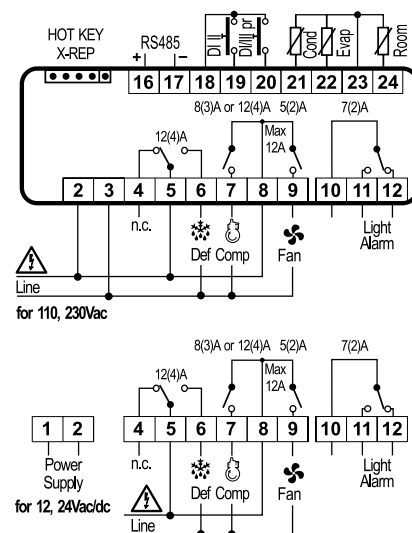 HOT KEY
X-REP
+ RS485 −
DI II
DI/III pr
Cond
Evap
Room
16 17 18 19 20 21 22 23 24
8(3)A or 12(4)A 5(2)A 7(2)A
12(4)A
Max
12A
2 3 4 5 6 7 8 9 10 11 12
n.c.
Def Comp Fan
Light
Alarm
Line
for 110, 230Vac
8(3)A or 12(4)A 5(2)A 7(2)A
12(4)A
Max
12A
1 2 4 5 6 7 8 9 10 11 12
Power
Supply
n.c.
Def Comp Fan
Light
Alarm
for 12, 24Vac/dc
Line